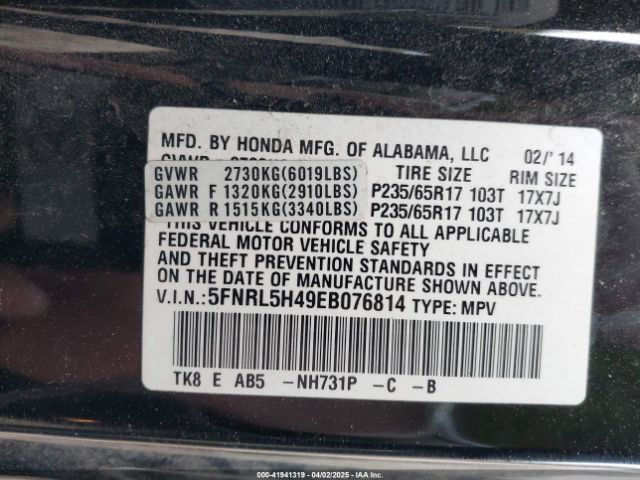 MFD. BY HONDA MFG. OF ALABAMA, LLC 02/' 14
TIRE SIZE RIM SIZE
GVWR 2730KG(6019LBS)
GAWR F 1320KG(2910LBS) P235/65R17 103T 17X7J
GAWR R 1515KG(3340LBS) P235/65R17 103T 17X7J
THIS VEHICLE CONFORMS TO ALL APPLICABLE
FEDERAL MOTOR VEHICLE SAFETY
AND THEFT PREVENTION STANDARDS IN EFFECT
ON THE DATE OF MANUFACTURE SHOWN ABOVE.
V.I.N.:5FNRL5H49EB076814 TYPE: MPV
TK8 E AB5 -NH731P -C -B
00-41941319 - 04/02/2025 - Copyright © IAA, Inc.